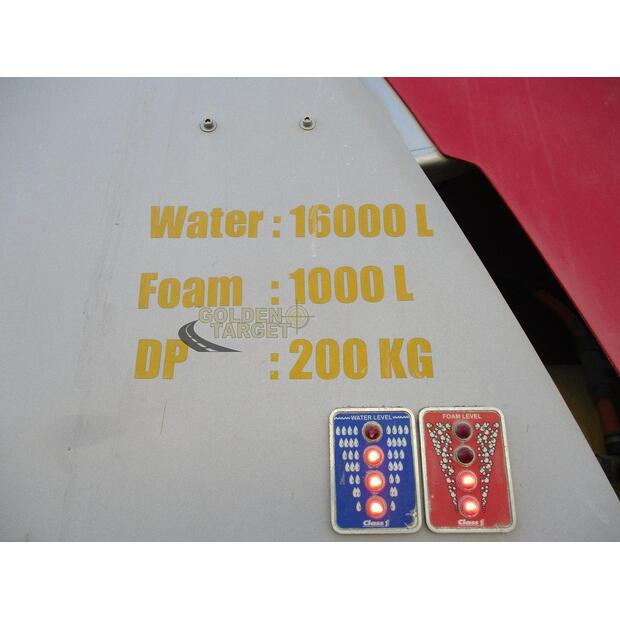 Water : 16000 L
Foam : 1000 L
GOLDEN
TARGET
DP : 200 KG
WATER LEVEL
FOAM LEVEL
Class 1
Class 1